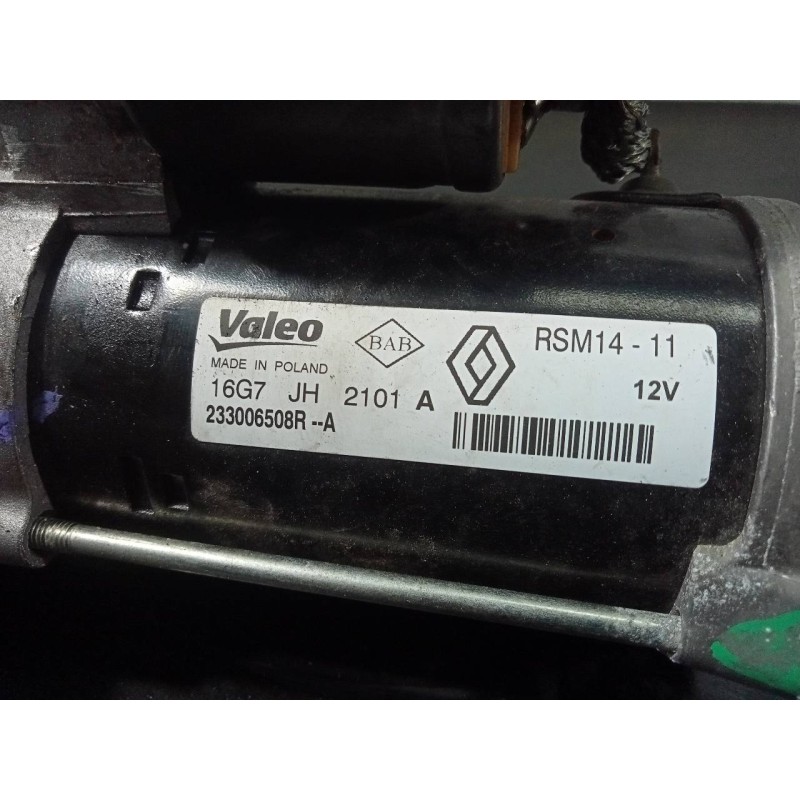 Valeo
BAB
RSM14 - 11
MADE IN POLAND
16G7 JH 2101 A
12V
233006508R --A